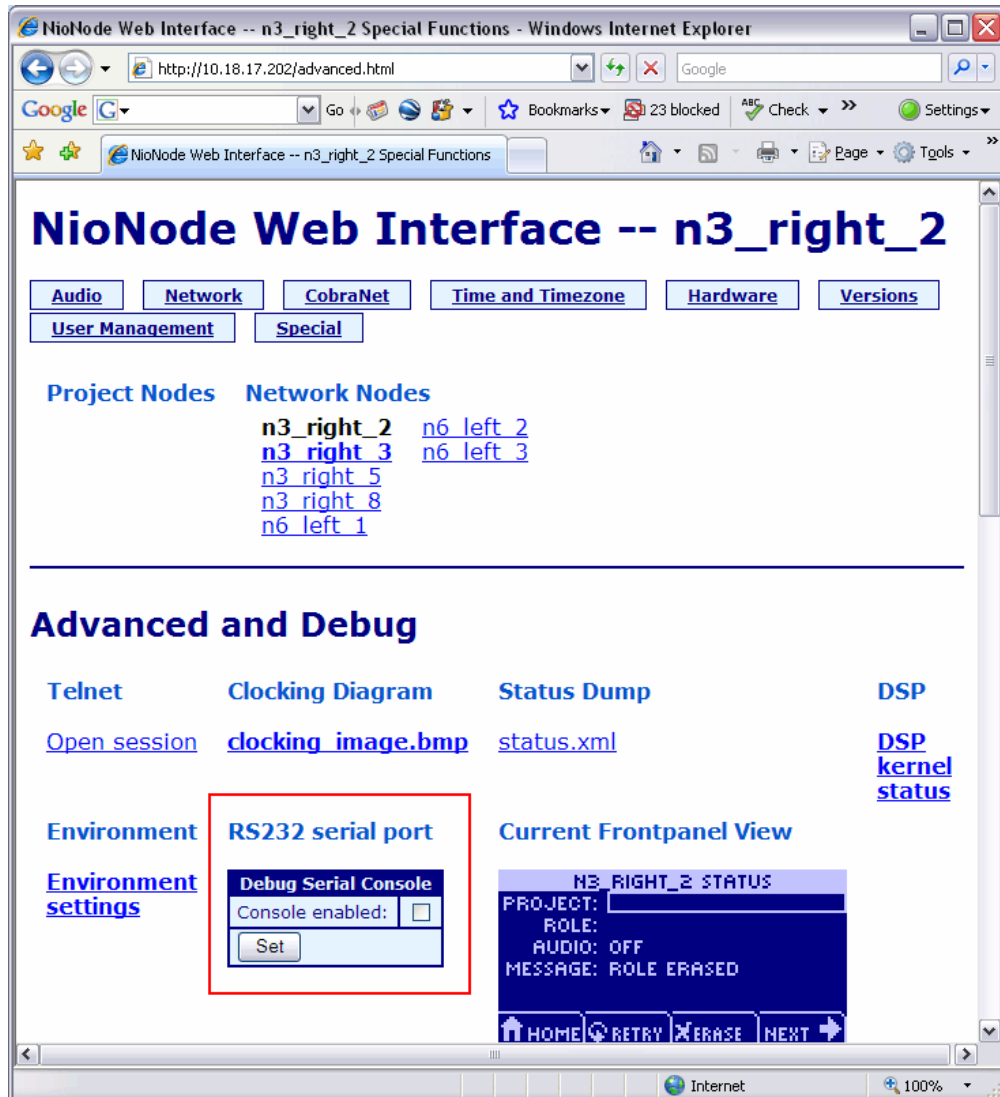 NioNode Web Interface -- n3_right_2 Special Functions - Windows Internet Explorer
http://10.18.17.202/advanced.html
Google
Google G
Go
Bookmarks
23 blocked
ABC
Check
»
Settings
NioNode Web Interface -- n3_right_2 Special Functions
Page
Tools
»
NioNode Web Interface -- n3_right_2
Audio Network CobraNet Time and Timezone Hardware Versions
User Management Special
Project Nodes Network Nodes
n3_right_2 n6_left_2
n3_right_3 n6_left_3
n3_right_5
n3_right_8
n6_left_1
Advanced and Debug
Telnet Clocking Diagram Status Dump DSP
Open session clocking_image.bmp status.xml DSP
kernel
status
Environment RS232 serial port Current Frontpanel View
Environment
settings
Debug Serial Console
Console enabled:
Set
N3_RIGHT_2 STATUS
PROJECT:
ROLE:
AUDIO: OFF
MESSAGE: ROLE ERASED
HOME RETRY ERASE NEXT
Internet 100%